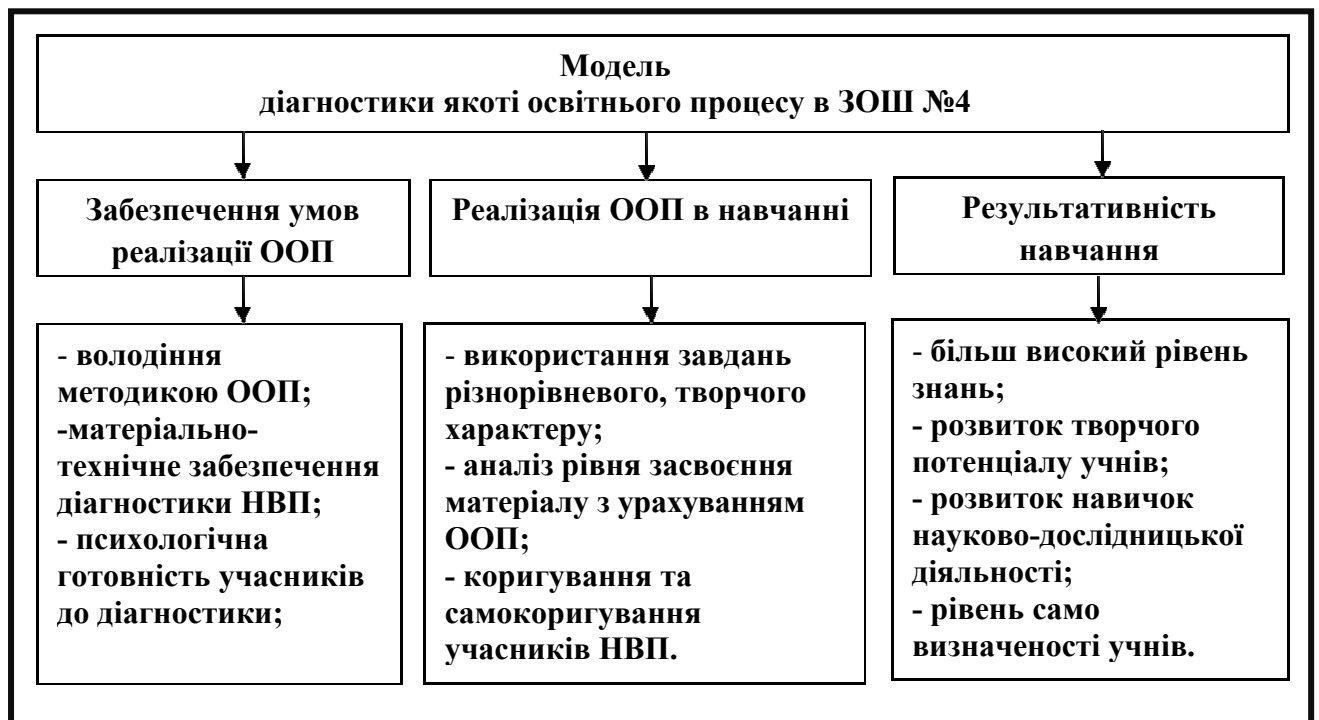 Модель
діагностики якоті освітнього процесу в ЗОШ №4
Забезпечення умов
реалізації ООП
Реалізація ООП в навчанні
Результативність
навчання
- володіння
методикою ООП;
-матеріально-
технічне забезпечення
діагностики НВП;
- психологічна
готовність учасників
до діагностики;
- використання завдань
різнорівневого, творчого
характеру;
- аналіз рівня засвоєння
матеріалу з урахуванням
ООП;
- коригування та
самокоригування
учасників НВП.
- більш високий рівень
знань;
- розвиток творчого
потенціалу учнів;
- розвиток навичок
науково-дослідницької
діяльності;
- рівень само
визначеності учнів.